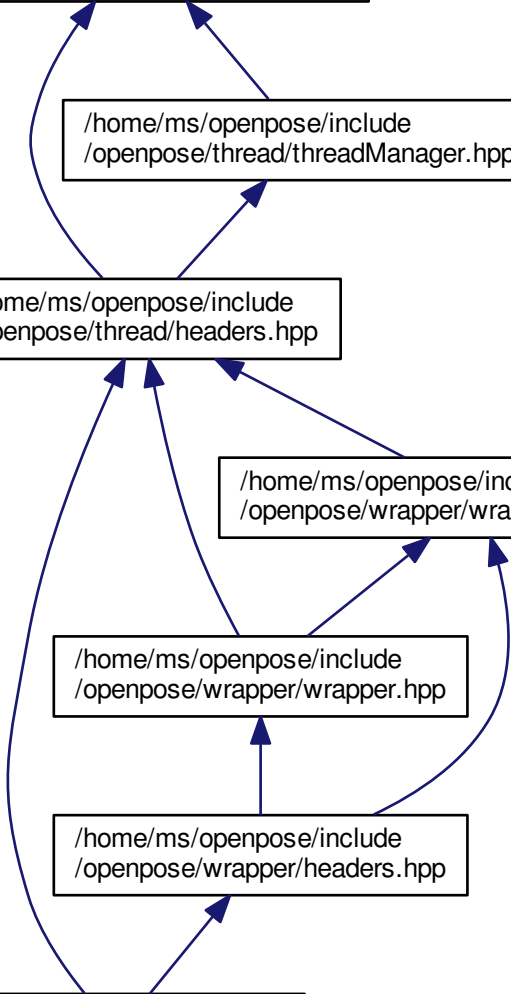 /home/ms/openpose/include
/openpose/thread/threadManager.hpp
ome/ms/openpose/include
penpose/thread/headers.hpp
/home/ms/openpose/inc
/openpose/wrapper/wra
/home/ms/openpose/include
/openpose/wrapper/wrapper.hpp
/home/ms/openpose/include
/openpose/wrapper/headers.hpp